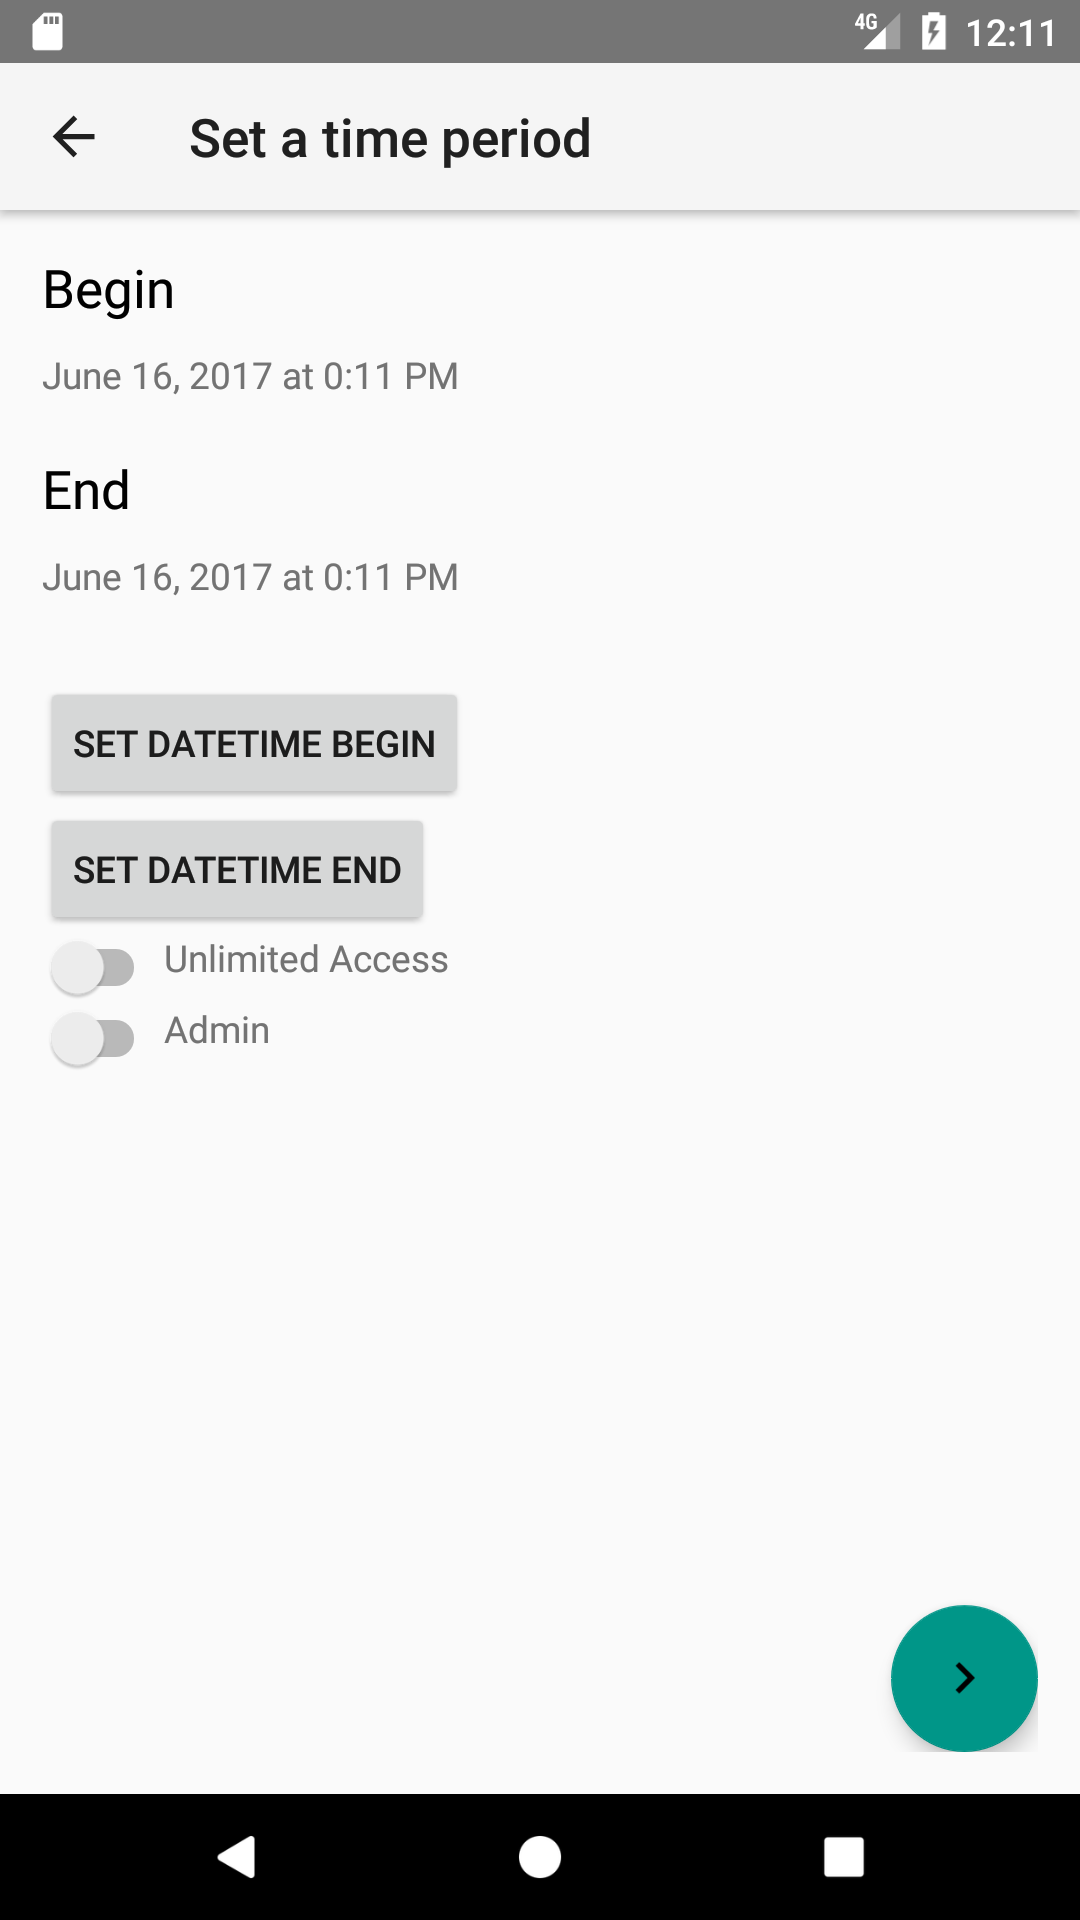 4G 12:11
Set a time period
Begin
June 16, 2017 at 0:11 PM
End
June 16, 2017 at 0:11 PM
SET DATETIME BEGIN
SET DATETIME END
Unlimited Access
Admin